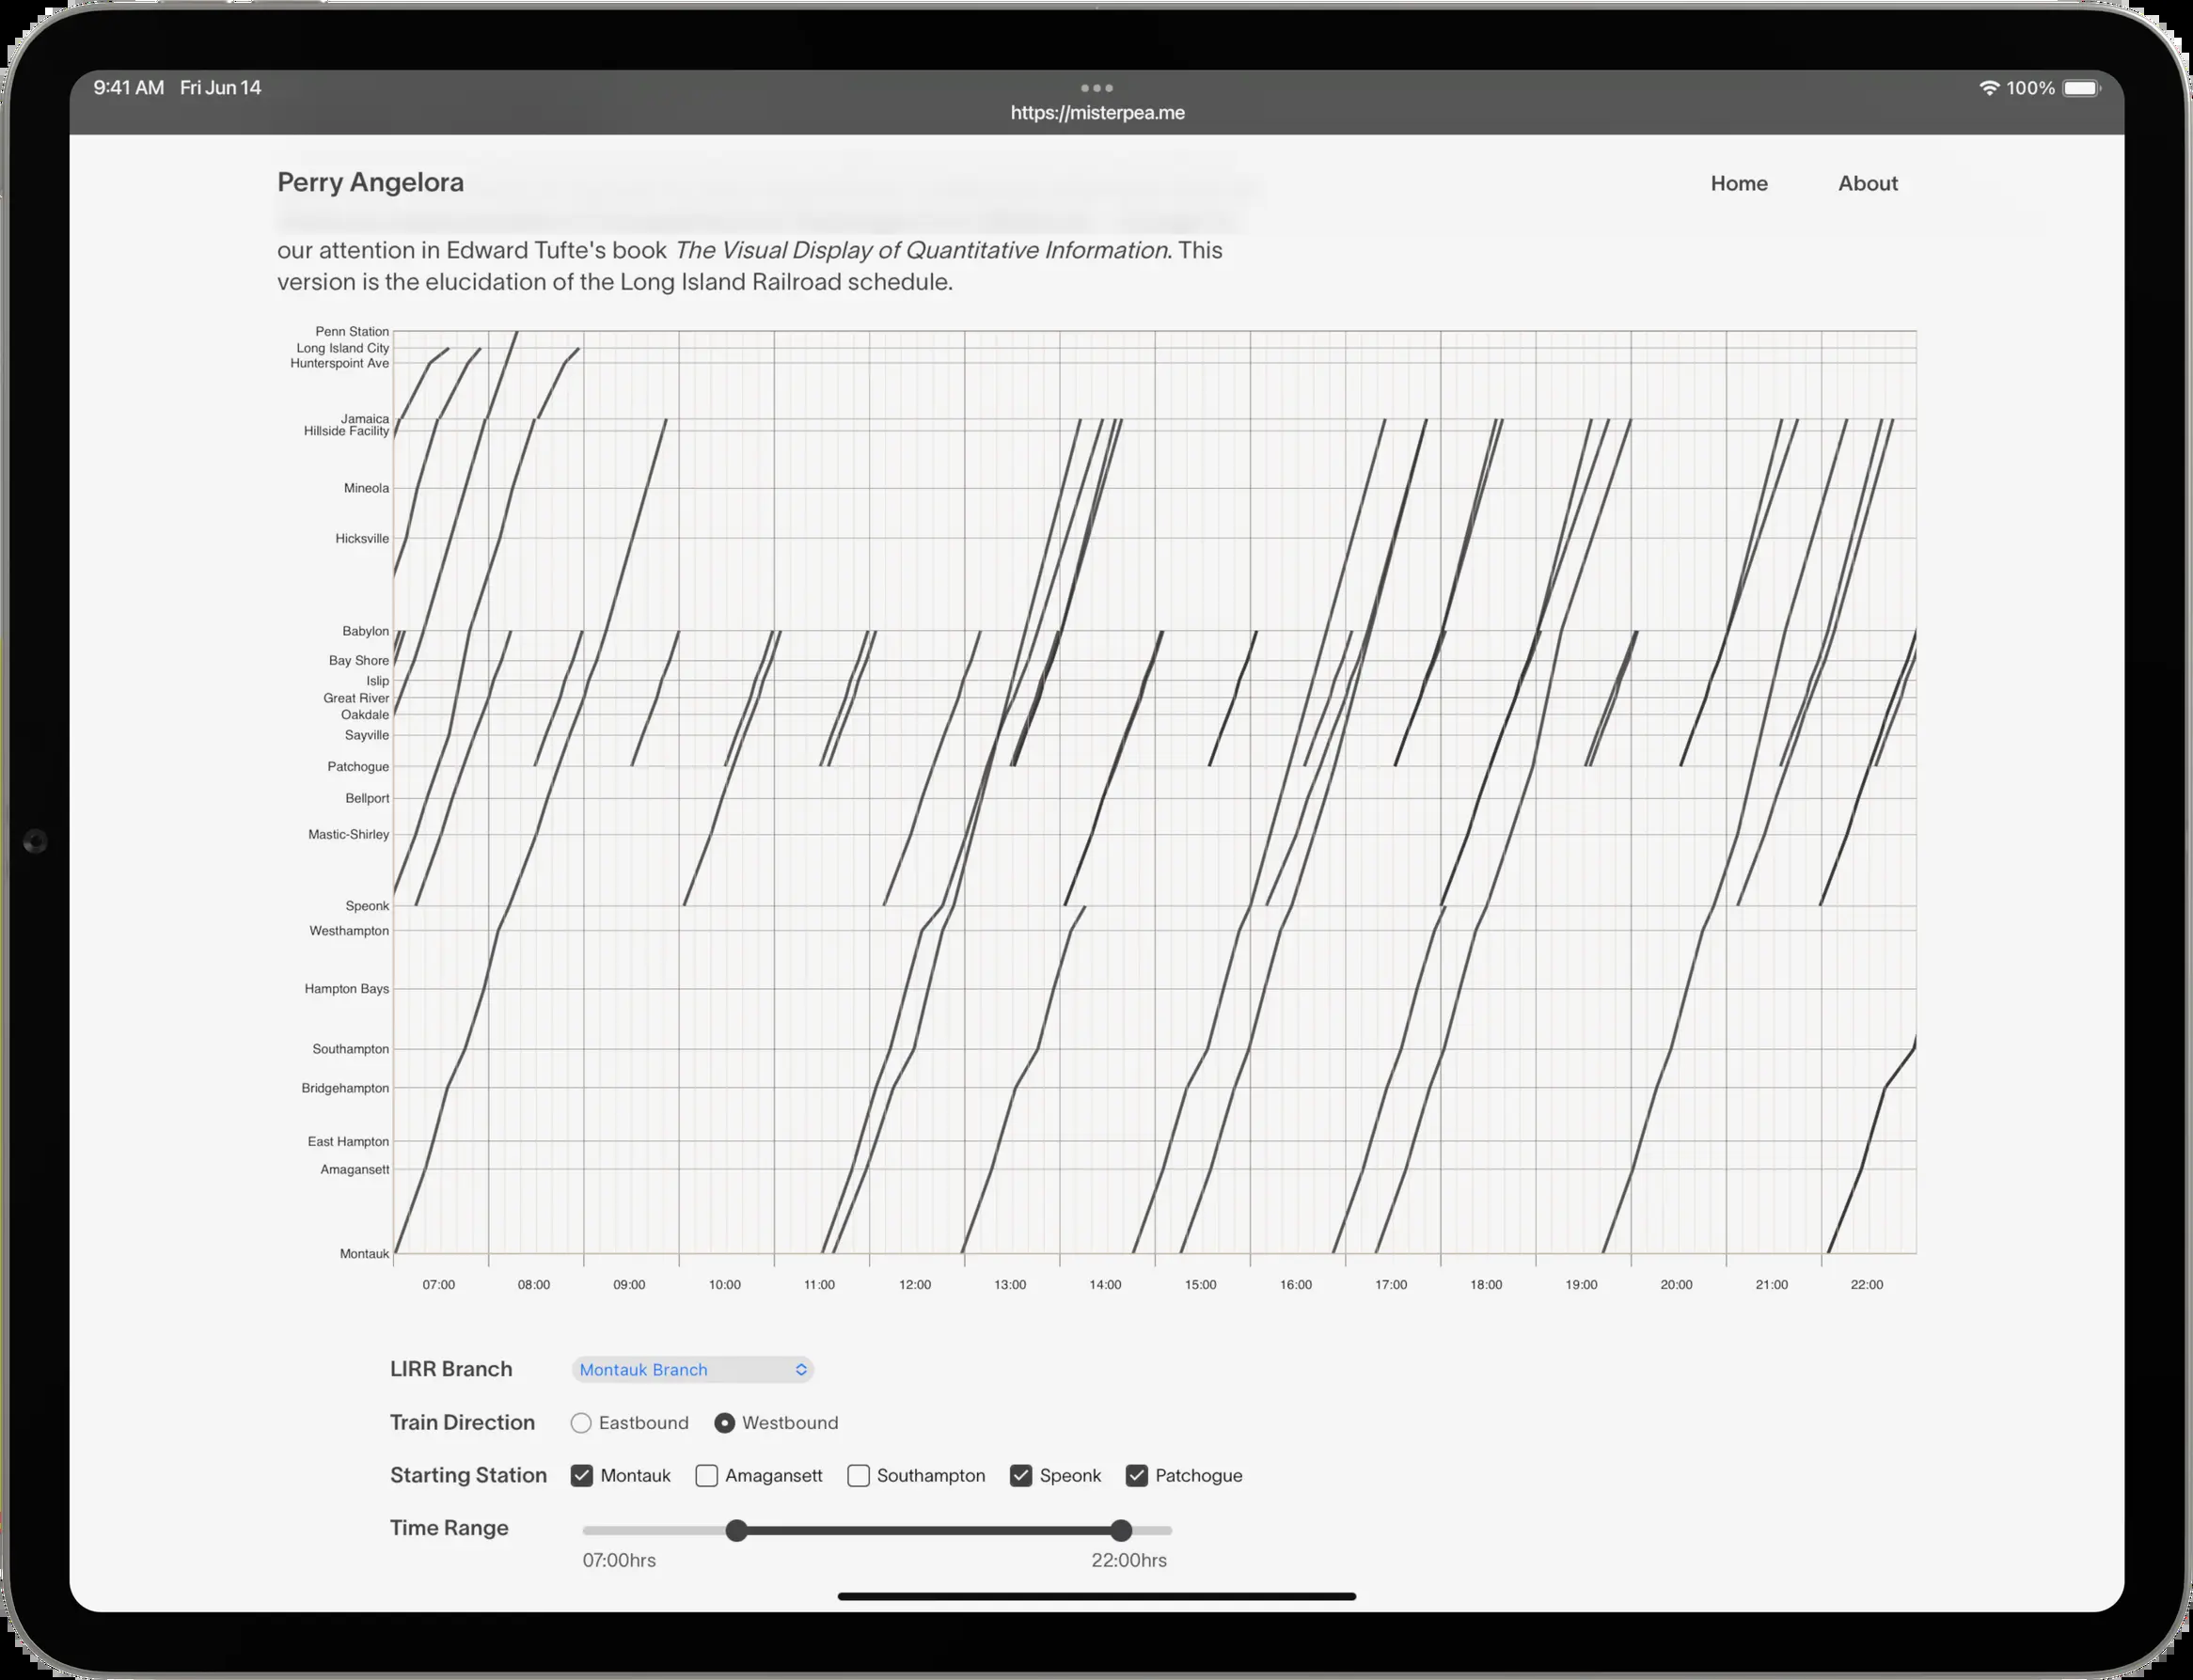 9:41 AM Fri Jun 14
100%
https://misterpea.me
Perry Angelora
Home
About
our attention in Edward Tufte's book The Visual Display of Quantitative Information. This
version is the elucidation of the Long Island Railroad schedule.
Penn Station
Long Island City
Hunterspoint Ave
Jamaica
Hillside Facility
Mineola
Hicksville
Babylon
Bay Shore
Islip
Great River
Oakdale
Sayville
Patchogue
Bellport
Mastic-Shirley
Speonk
Westhampton
Hampton Bays
Southampton
Bridgehampton
East Hampton
Amagansett
Montauk
07:00 08:00 09:00 10:00 11:00 12:00 13:00 14:00 15:00 16:00 17:00 18:00 19:00 20:00 21:00 22:00
LIRR Branch Montauk Branch
Train Direction Eastbound Westbound
Starting Station Montauk Amagansett Southampton Speonk Patchogue
Time Range
07:00hrs 22:00hrs